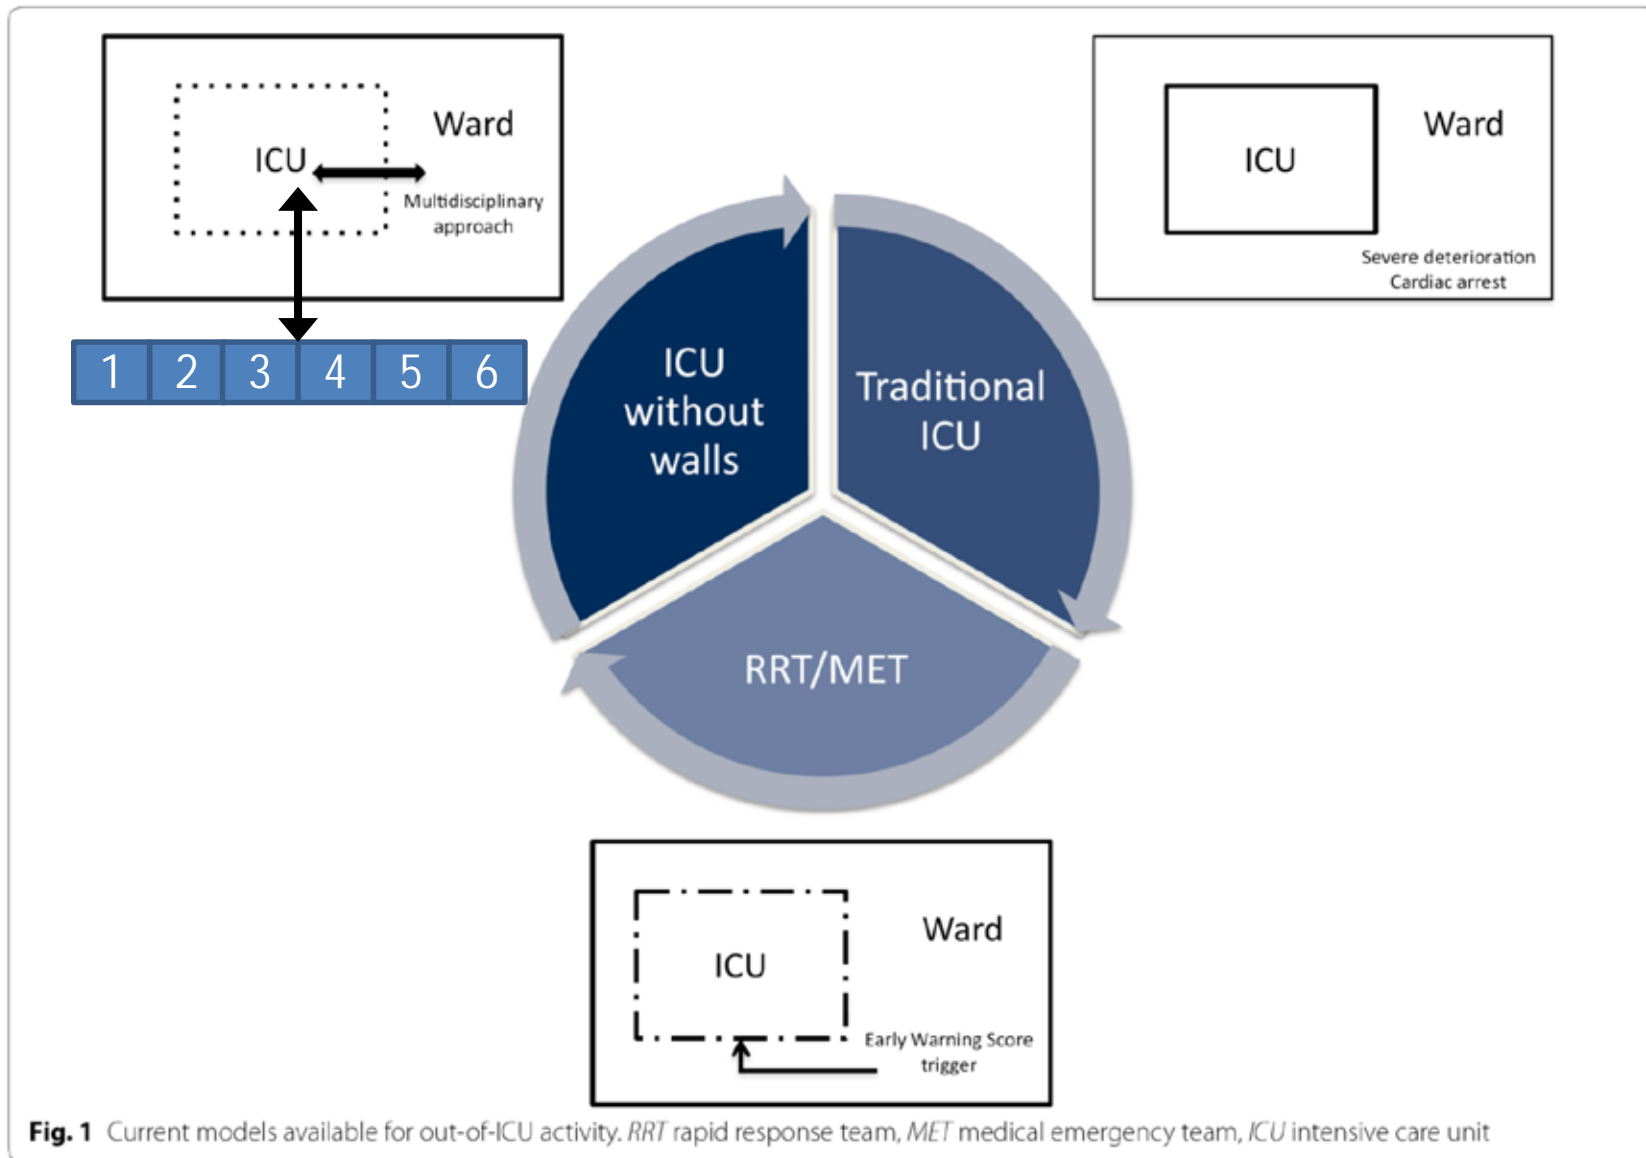 ICU
Ward
Multidisciplinary
approach
1 2 3 4 5 6
ICU
Ward
Severe deterioration
Cardiac arrest
ICU
without
walls
Traditional
ICU
RRT/MET
ICU
Ward
Early Warning Score
trigger
Fig. 1 Current models available for out-of-ICU activity. RRT rapid response team, MET medical emergency team, ICU intensive care unit